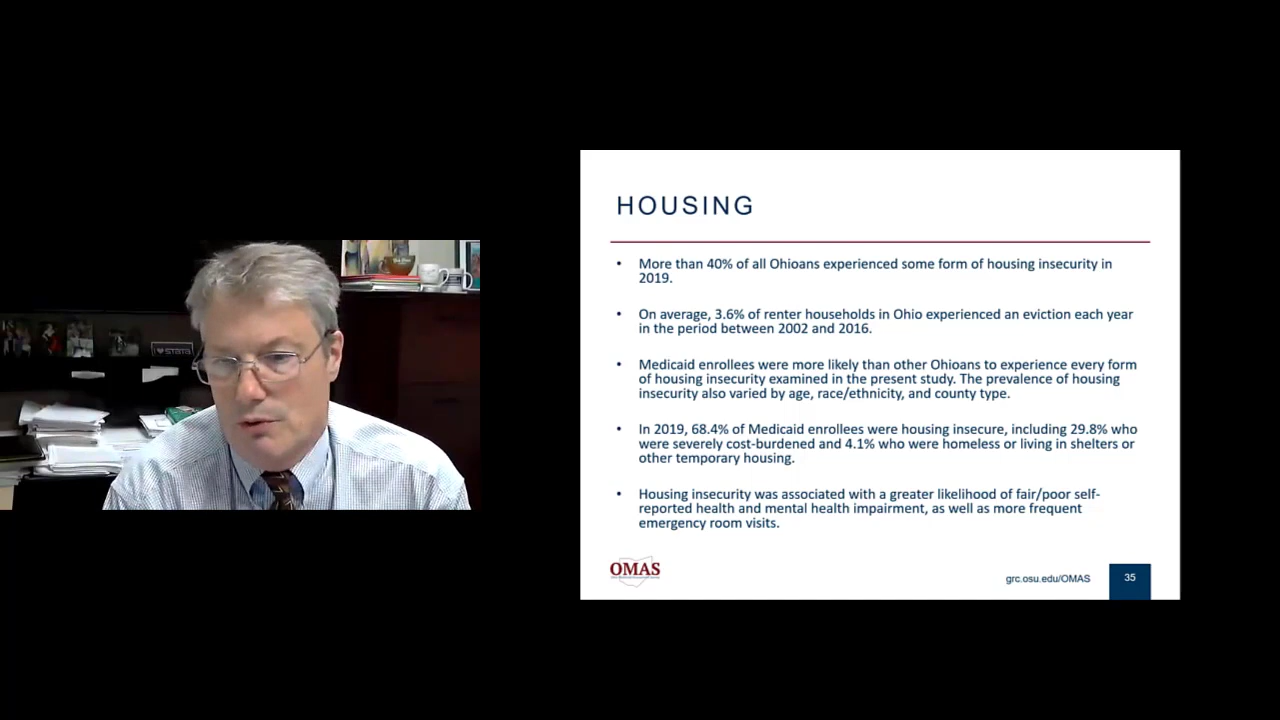 I ♥ STATA
HOUSING
• More than 40% of all Ohioans experienced some form of housing insecurity in
2019.
• On average, 3.6% of renter households in Ohio experienced an eviction each year
in the period between 2002 and 2016.
• Medicaid enrollees were more likely than other Ohioans to experience every form
of housing insecurity examined in the present study. The prevalence of housing
insecurity also varied by age, race/ethnicity, and county type.
• In 2019, 68.4% of Medicaid enrollees were housing insecure, including 29.8% who
were severely cost-burdened and 4.1% who were homeless or living in shelters or
other temporary housing.
• Housing insecurity was associated with a greater likelihood of fair/poor self-
reported health and mental health impairment, as well as more frequent
emergency room visits.
OMAS
grc.osu.edu/OMAS
35